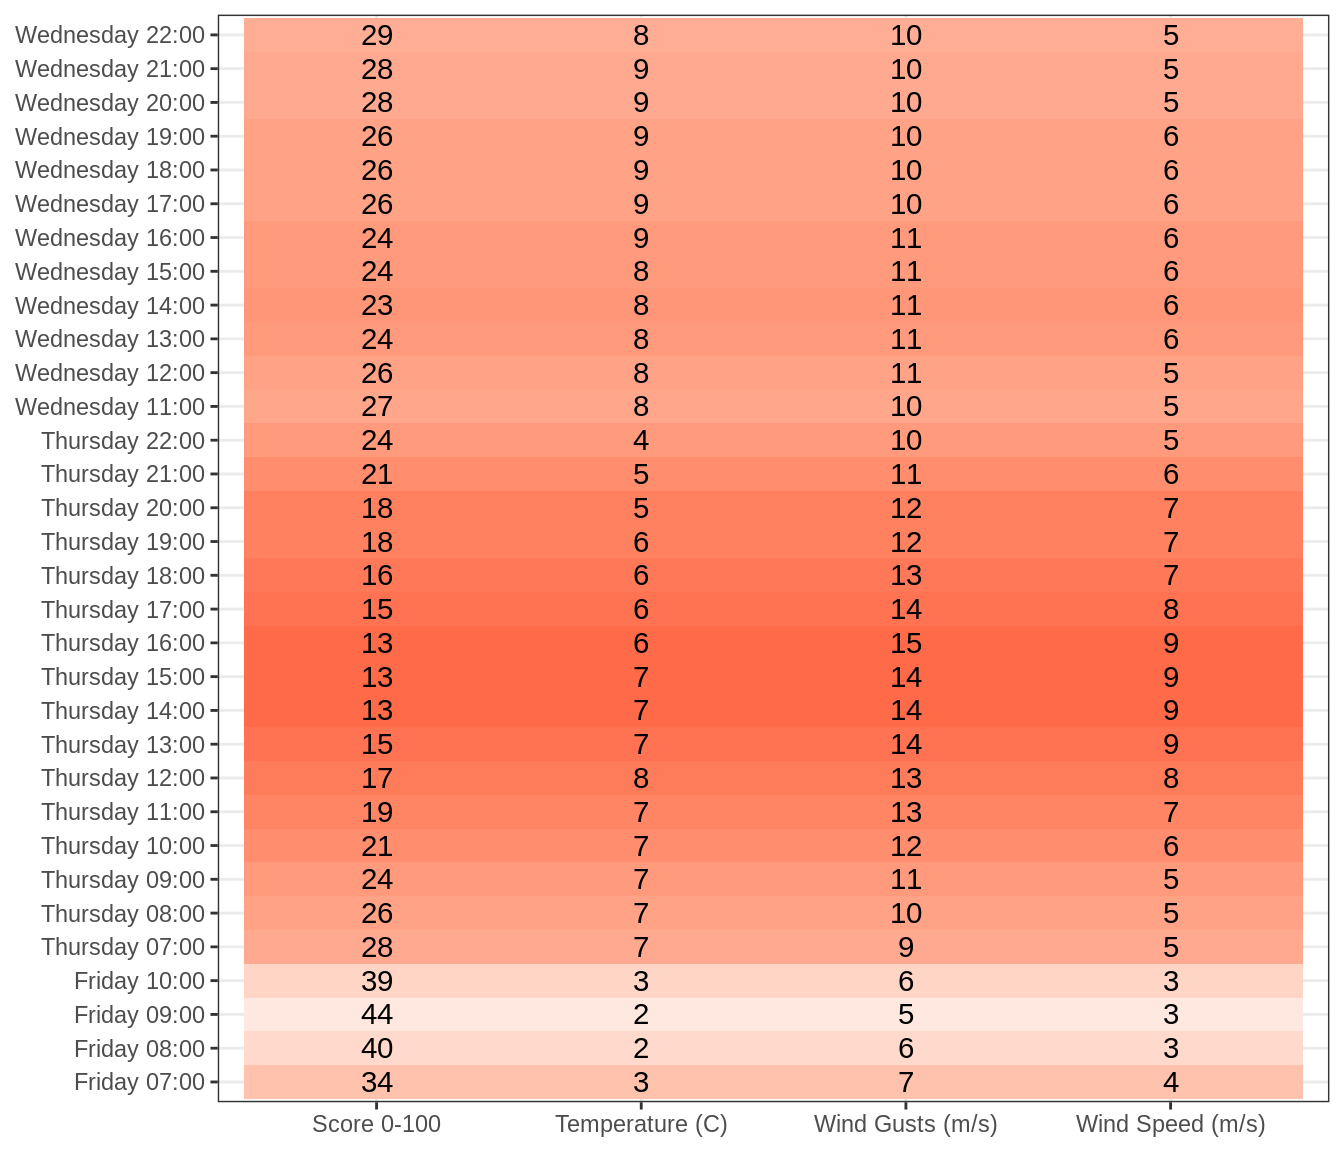 Wednesday 22:00 29 8 10 5
Wednesday 21:00 28 9 10 5
Wednesday 20:00 28 9 10 5
Wednesday 19:00 26 9 10 6
Wednesday 18:00 26 9 10 6
Wednesday 17:00 26 9 10 6
Wednesday 16:00 24 9 11 6
Wednesday 15:00 24 8 11 6
Wednesday 14:00 23 8 11 6
Wednesday 13:00 24 8 11 6
Wednesday 12:00 26 8 11 5
Wednesday 11:00 27 8 10 5
Thursday 22:00 24 4 10 5
Thursday 21:00 21 5 11 6
Thursday 20:00 18 5 12 7
Thursday 19:00 18 6 12 7
Thursday 18:00 16 6 13 7
Thursday 17:00 15 6 14 8
Thursday 16:00 13 6 15 9
Thursday 15:00 13 7 14 9
Thursday 14:00 13 7 14 9
Thursday 13:00 15 7 14 9
Thursday 12:00 17 8 13 8
Thursday 11:00 19 7 13 7
Thursday 10:00 21 7 12 6
Thursday 09:00 24 7 11 5
Thursday 08:00 26 7 10 5
Thursday 07:00 28 7 9 5
Friday 10:00 39 3 6 3
Friday 09:00 44 2 5 3
Friday 08:00 40 2 6 3
Friday 07:00 34 3 7 4
Score 0-100 Temperature (C) Wind Gusts (m/s) Wind Speed (m/s)